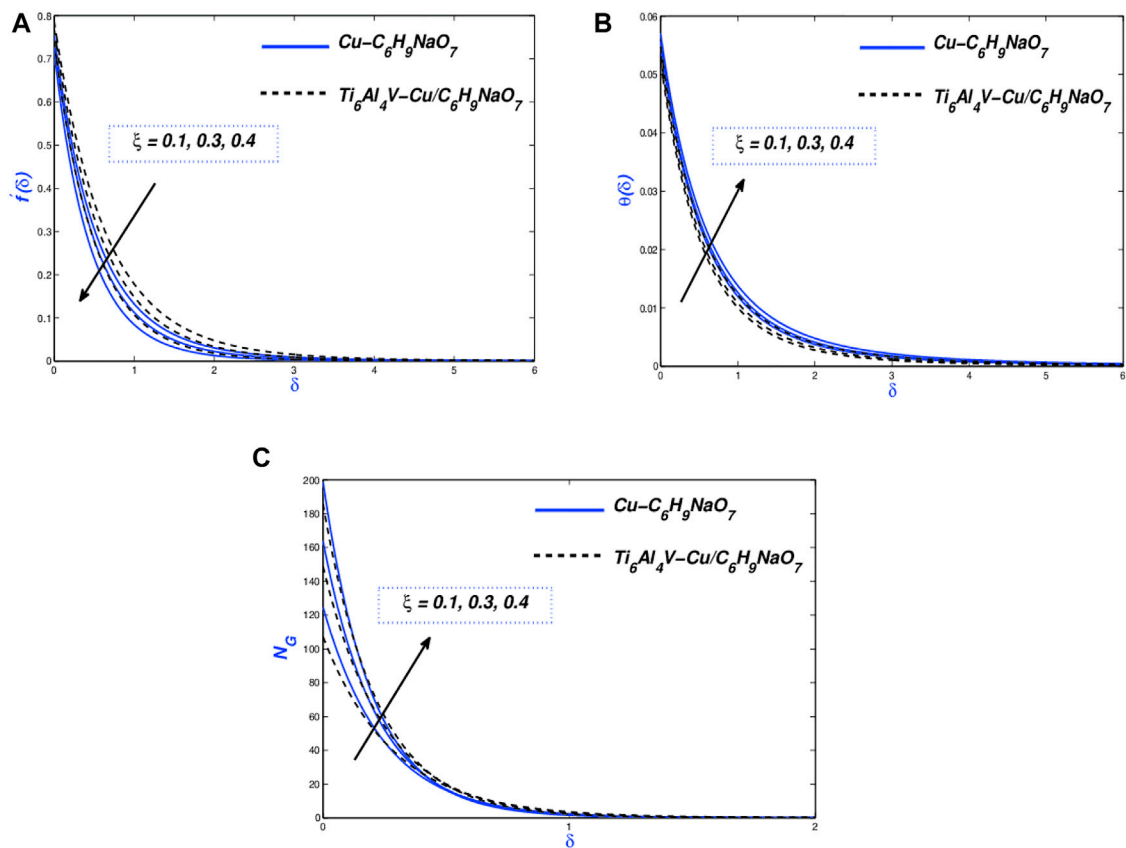 A
0.8
0.7
0.6
0.5
0.4
0.3
0.2
0.1
0
f′(δ)
Cu−C₆H₉NaO₇
Ti₆Al₄V−Cu/C₆H₉NaO₇
ξ = 0.1, 0.3, 0.4
0 1 2 3 4 5 6
δ
B
0.06
0.05
0.04
0.03
0.02
0.01
0
θ(δ)
Cu−C₆H₉NaO₇
Ti₆Al₄V−Cu/C₆H₉NaO₇
ξ = 0.1, 0.3, 0.4
0 1 2 3 4 5 6
δ
C
200
180
160
140
120
100
80
60
40
20
0
N_G
Cu−C₆H₉NaO₇
Ti₆Al₄V−Cu/C₆H₉NaO₇
ξ = 0.1, 0.3, 0.4
0 1 2
δ